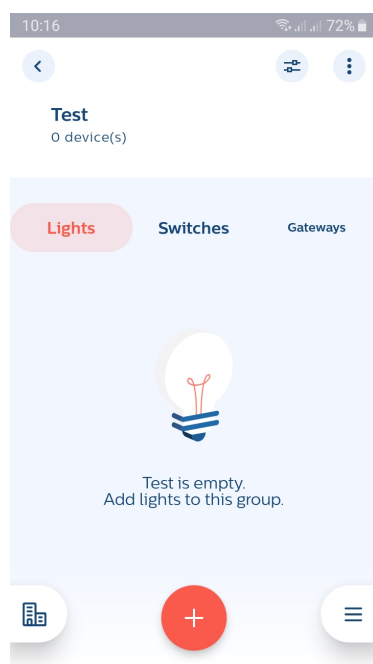 10:16 72%
Test
0 device(s)
Lights Switches Gateways
Test is empty.
Add lights to this group.